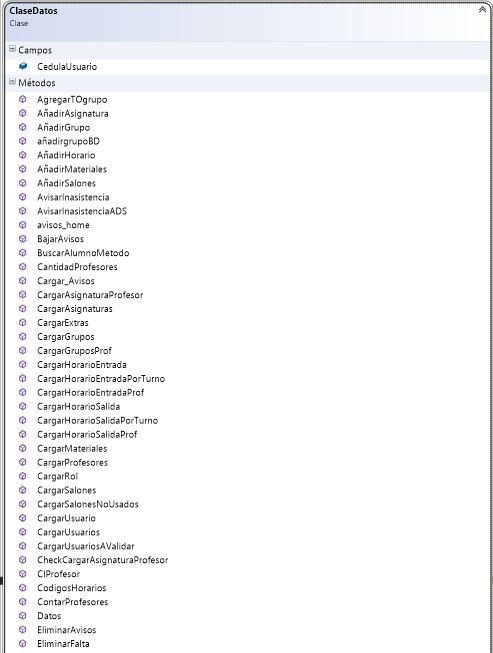 ClaseDatos
Clase
Campos
CedulaUsuario
Métodos
AgregarTOgrupo
AñadirAsignatura
AñadirGrupo
añadirgrupoBD
AñadirHorario
AñadirMateriales
AñadirSalones
AvisarInasistencia
AvisarInasistenciaADS
avisos_home
BajarAvisos
BuscarAlumnoMetodo
CantidadProfesores
Cargar_Avisos
CargarAsignaturaProfesor
CargarAsignaturas
CargarExtras
CargarGrupos
CargarGruposProf
CargarHorarioEntrada
CargarHorarioEntradaPorTurno
CargarHorarioEntradaProf
CargarHorarioSalida
CargarHorarioSalidaPorTurno
CargarHorarioSalidaProf
CargarMateriales
CargarProfesores
CargarRol
CargarSalones
CargarSalonesNoUsados
CargarUsuario
CargarUsuarios
CargarUsuariosAValidar
CheckCargarAsignaturaProfesor
CIProfesor
CodigosHorarios
ContarProfesores
Datos
EliminarAvisos
EliminarFalta